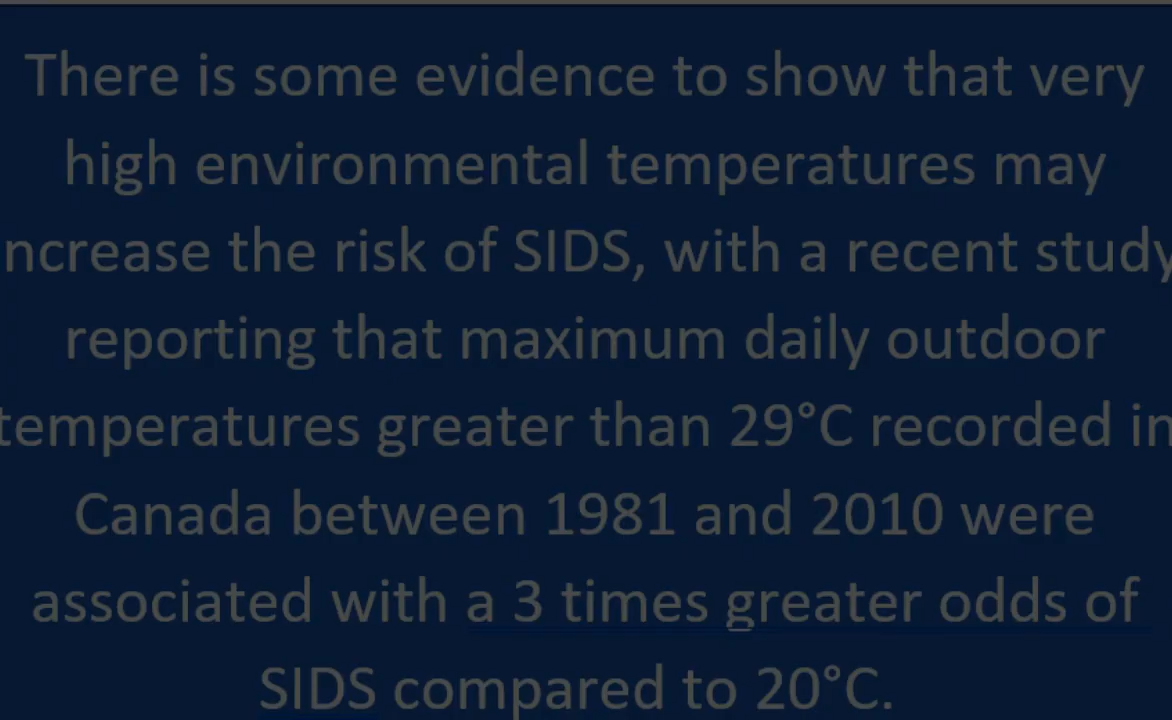 There is some evidence to show that very
high environmental temperatures may
ncrease the risk of SIDS, with a recent study
reporting that maximum daily outdoor
temperatures greater than 29°C recorded in
Canada between 1981 and 2010 were
associated with a 3 times greater odds of
SIDS compared to 20°C.